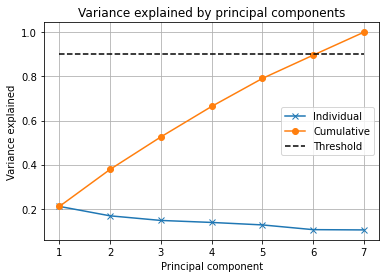 Variance explained by principal components
1.0
0.8
0.6
0.4
0.2
Variance explained
Individual
Cumulative
Threshold
1 2 3 4 5 6 7
Principal component